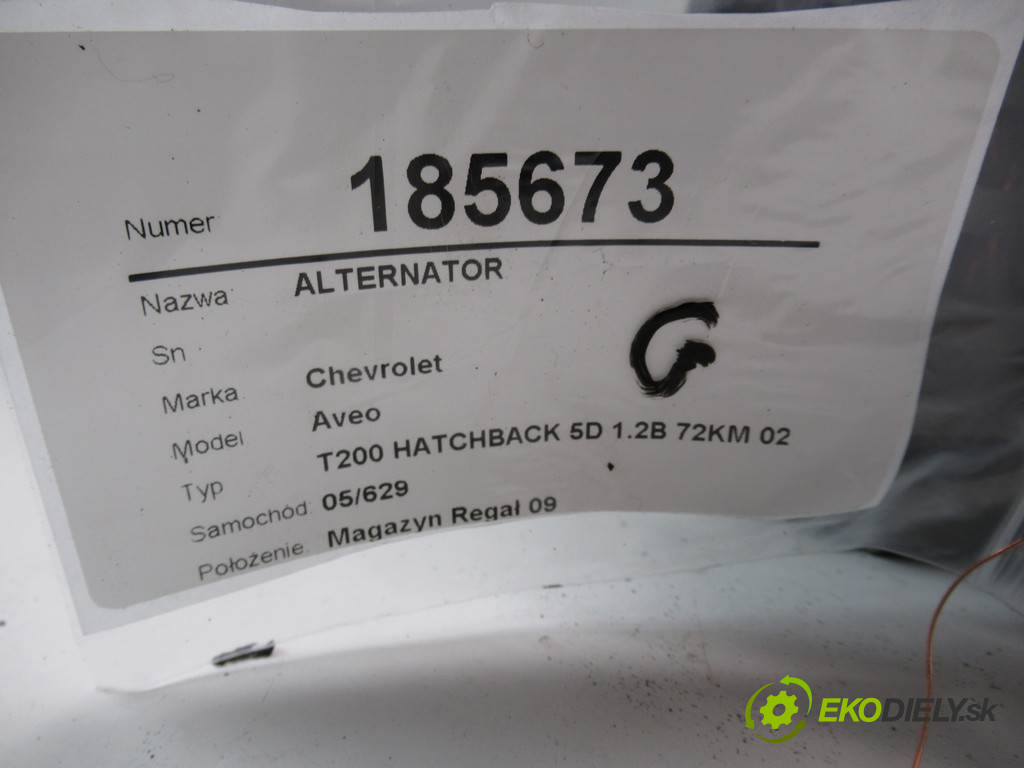 Numer 185673
Nazwa ALTERNATOR
Sn
Marka Chevrolet
Model Aveo
Typ T200 HATCHBACK 5D 1.2B 72KM 02
Samochód 05/629
Położenie Magazyn Regał 09
G
EKODIELY.sk